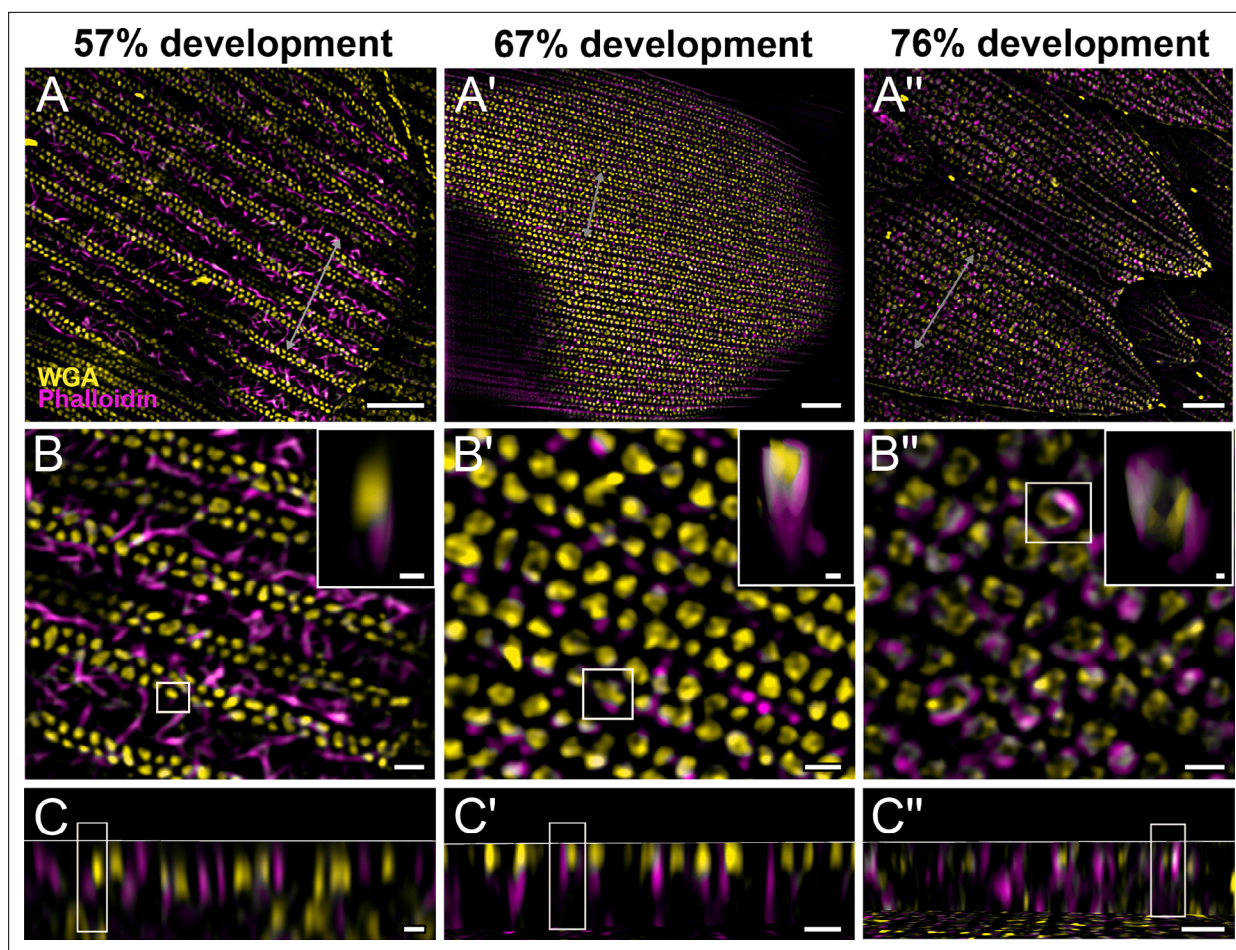 57% development
67% development
76% development
A
A'
A"
WGA
Phalloidin
B
B'
B"
C
C'
C"